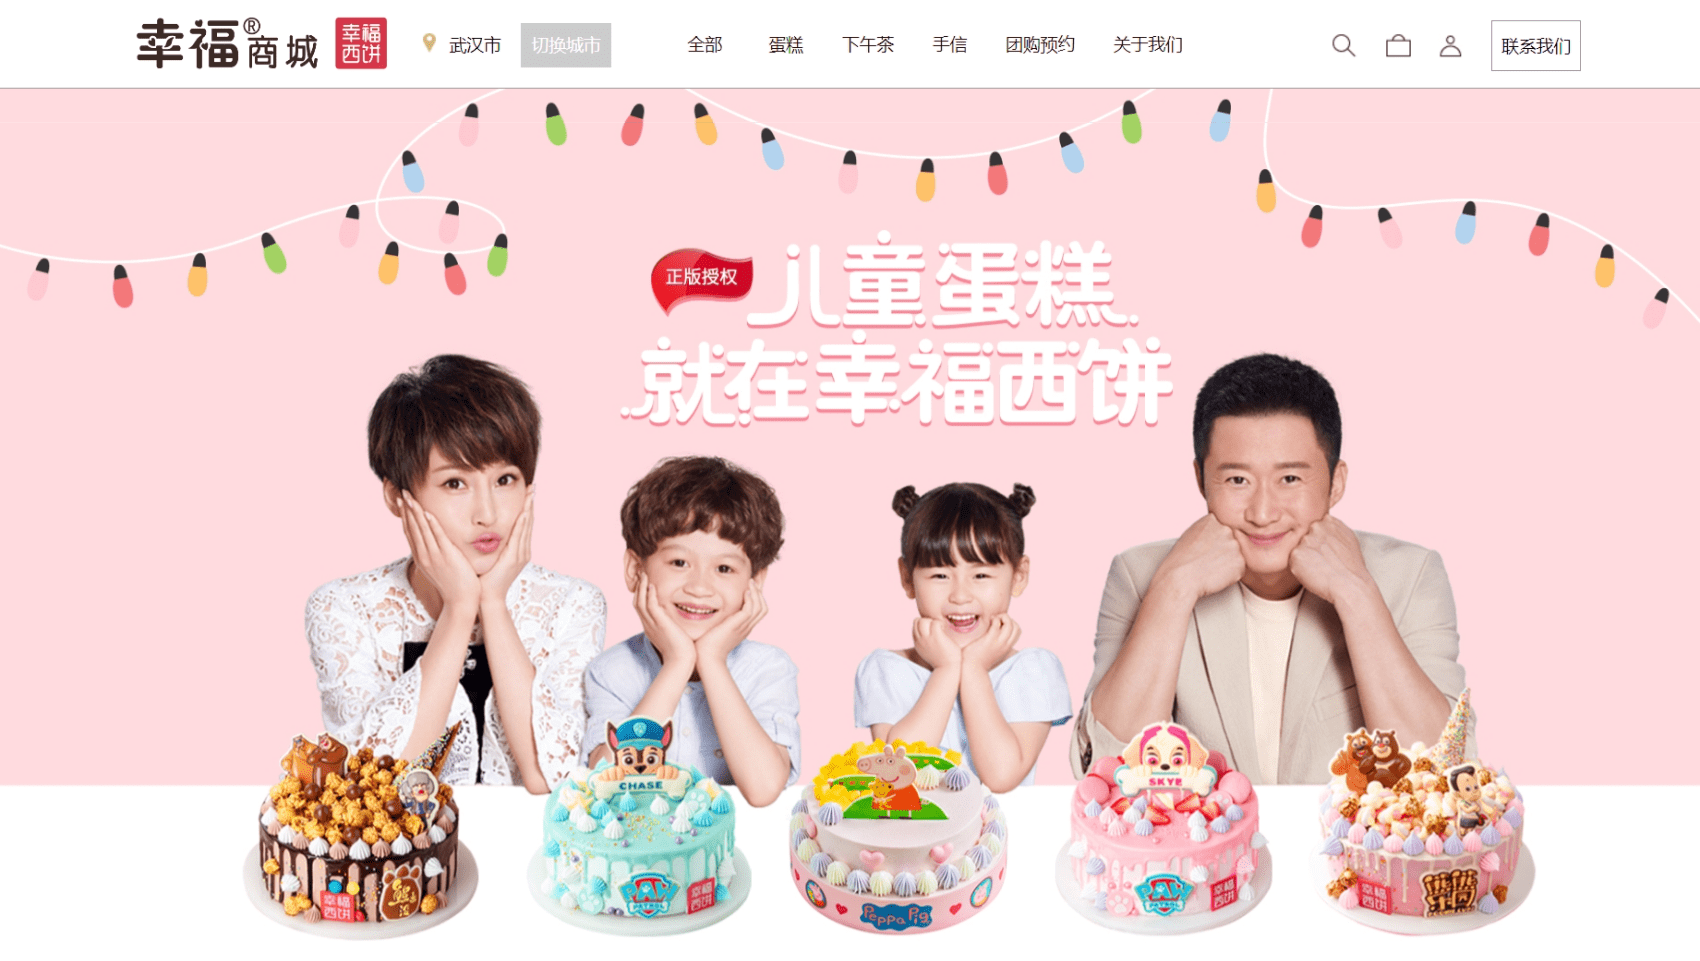 幸福®商城 幸福西饼 武汉市 切换城市 全部 蛋糕 下午茶 手信 团购预约 关于我们 联系我们
正版授权
儿童蛋糕
就在幸福西饼
CHASE
SKYE
幸福西饼
PAW PATROL
Peppa Pig
PAW PATROL
幸福西饼
幸福西饼